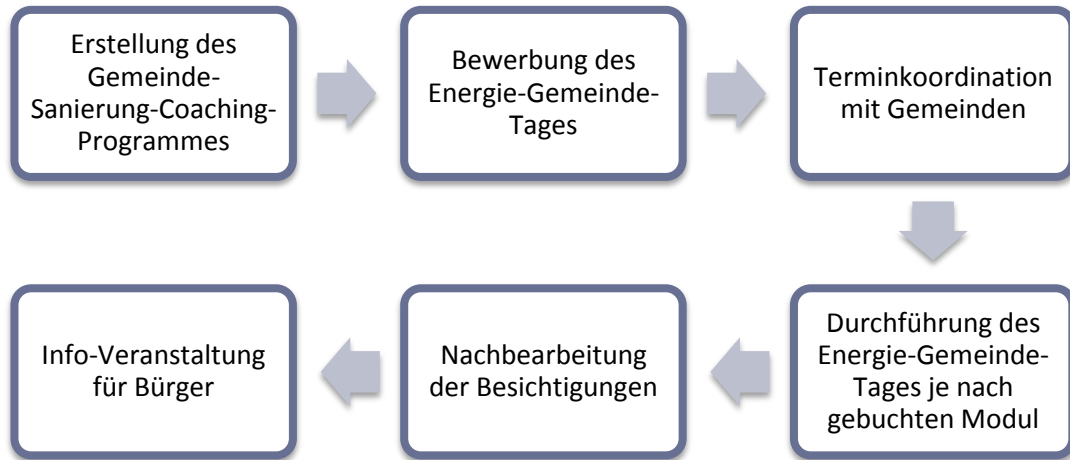 Erstellung des
Gemeinde-
Sanierung-Coaching-
Programmes
Bewerbung des
Energie-Gemeinde-
Tages
Terminkoordination
mit Gemeinden
Durchführung des
Energie-Gemeinde-
Tages je nach
gebuchten Modul
Nachbearbeitung
der Besichtigungen
Info-Veranstaltung
für Bürger